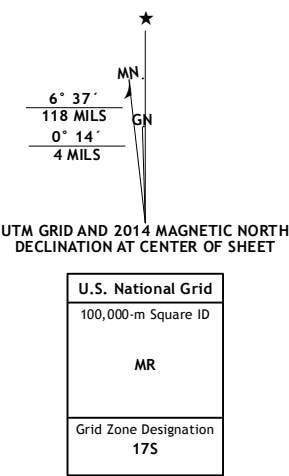 MN
6° 37´
118 MILS
GN
0° 14´
4 MILS
UTM GRID AND 2014 MAGNETIC NORTH
DECLINATION AT CENTER OF SHEET
U.S. National Grid
100,000-m Square ID
MR
Grid Zone Designation
17S